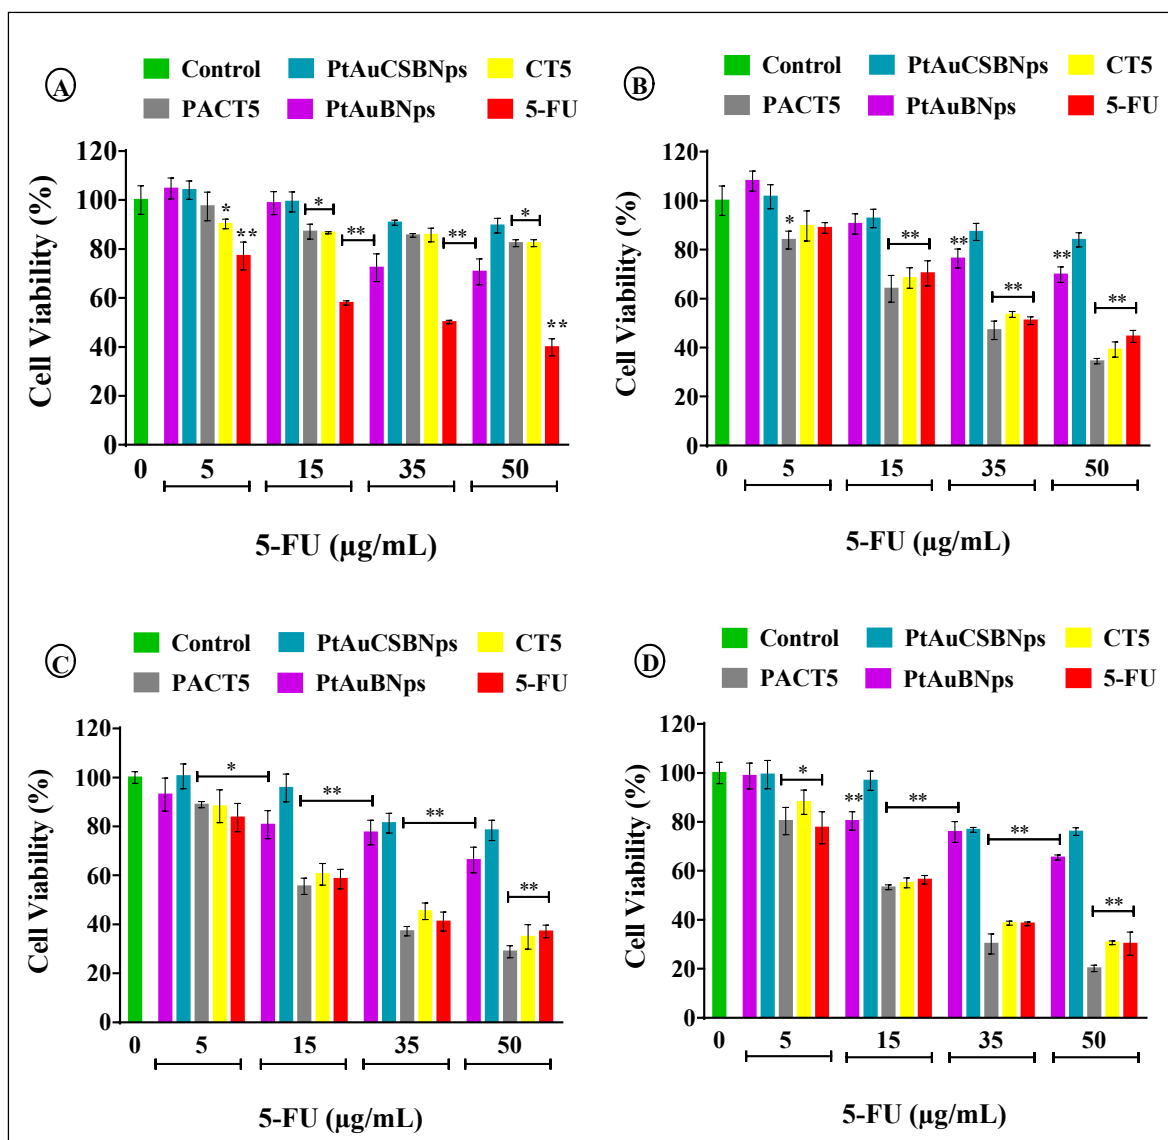 A
Control PtAuCSBNps CT5
PACT5 PtAuBNps 5-FU
Cell Viability (%)
120
100
80
60
40
20
0
* ** * ** ** * **
0 5 15 35 50
5-FU (µg/mL)
B
Control PtAuCSBNps CT5
PACT5 PtAuBNps 5-FU
Cell Viability (%)
120
100
80
60
40
20
0
* ** ** ** ** **
0 5 15 35 50
5-FU (µg/mL)
C
Control PtAuCSBNps CT5
PACT5 PtAuBNps 5-FU
Cell Viability (%)
120
100
80
60
40
20
0
* ** ** **
0 5 15 35 50
5-FU (µg/mL)
D
Control PtAuCSBNps CT5
PACT5 PtAuBNps 5-FU
Cell Viability (%)
120
100
80
60
40
20
0
* ** ** ** **
0 5 15 35 50
5-FU (µg/mL)